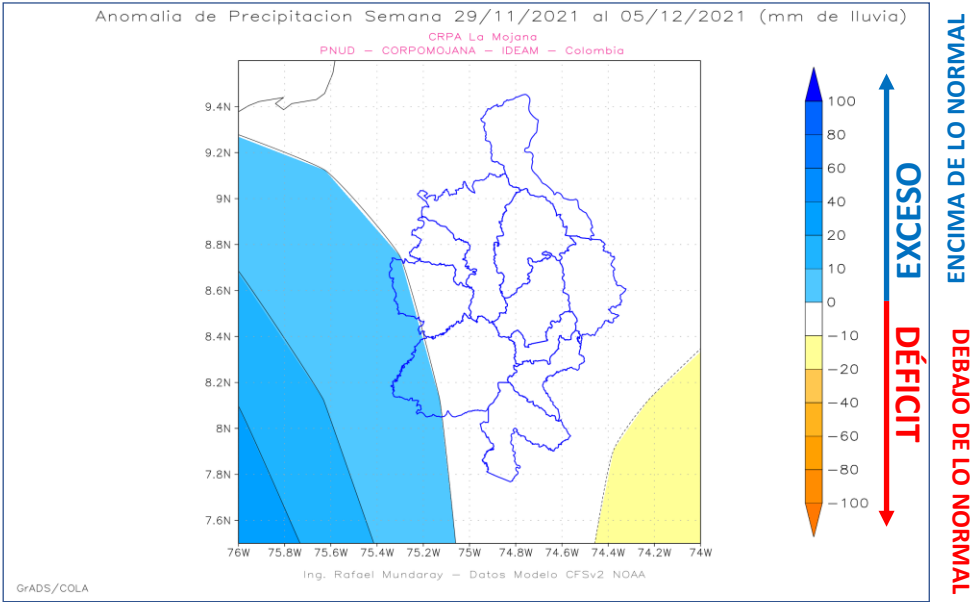 Anomalia de Precipitacion Semana 29/11/2021 al 05/12/2021 (mm de lluvia)
CRPA La Mojana
PNUD — CORPOMOJANA — IDEAM — Colombia
9.4N
9.2N
9N
8.8N
8.6N
8.4N
8.2N
8N
7.8N
7.6N
76W 75.8W 75.6W 75.4W 75.2W 75W 74.8W 74.6W 74.4W 74.2W 74W
Ing. Rafael Mundaray — Datos Modelo CFSv2 NOAA
GrADS/COLA
100
80
60
40
20
10
0
−10
−20
−40
−60
−80
−100
EXCESO
DÉFICIT
ENCIMA DE LO NORMAL
DEBAJO DE LO NORMAL